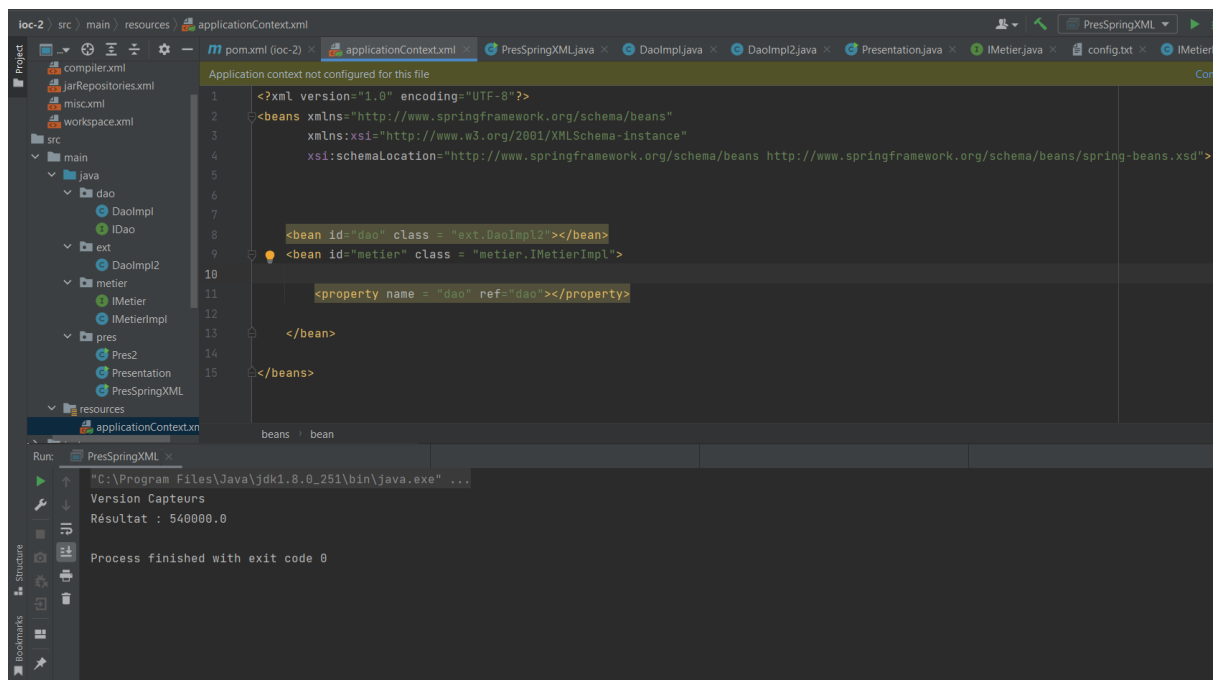 ioc-2 › src › main › resources › applicationContext.xml
PresSpringXML
Project
pom.xml (ioc-2) applicationContext.xml PresSpringXML.java DaoImpl.java DaoImpl2.java Presentation.java IMetier.java config.txt IMetierI
compiler.xml
jarRepositories.xml
misc.xml
workspace.xml
src
main
java
dao
DaoImpl
IDao
ext
DaoImpl2
metier
IMetier
IMetierImpl
pres
Pres2
Presentation
PresSpringXML
resources
applicationContext.xn
Application context not configured for this file
Con
1 <?xml version="1.0" encoding="UTF-8"?>
2 <beans xmlns="http://www.springframework.org/schema/beans"
3 xmlns:xsi="http://www.w3.org/2001/XMLSchema-instance"
4 xsi:schemaLocation="http://www.springframework.org/schema/beans http://www.springframework.org/schema/beans/spring-beans.xsd">
5
6
7
8 <bean id="dao" class = "ext.DaoImpl2"></bean>
9 <bean id="metier" class = "metier.IMetierImpl">
10
11 <property name = "dao" ref="dao"></property>
12
13 </bean>
14
15 </beans>
beans › bean
Run: PresSpringXML
"C:\Program Files\Java\jdk1.8.0_251\bin\java.exe" ...
Version Capteurs
Résultat : 540000.0
Process finished with exit code 0
Structure
Bookmarks